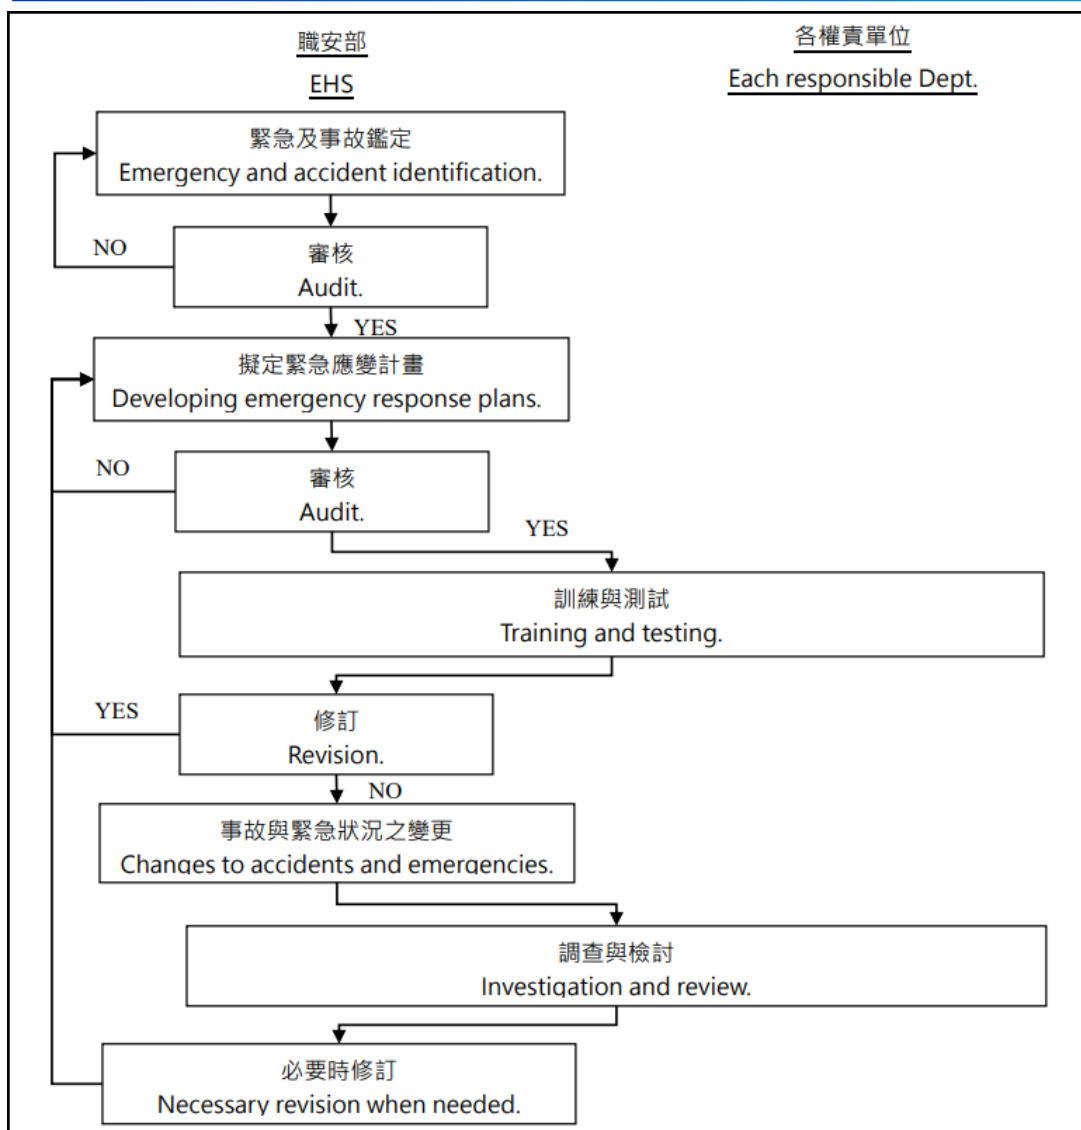 職安部
EHS
各權責單位
Each responsible Dept.
緊急及事故鑑定
Emergency and accident identification.
NO
審核
Audit.
YES
擬定緊急應變計畫
Developing emergency response plans.
NO
審核
Audit.
YES
訓練與測試
Training and testing.
YES
修訂
Revision.
NO
事故與緊急狀況之變更
Changes to accidents and emergencies.
調查與檢討
Investigation and review.
必要時修訂
Necessary revision when needed.